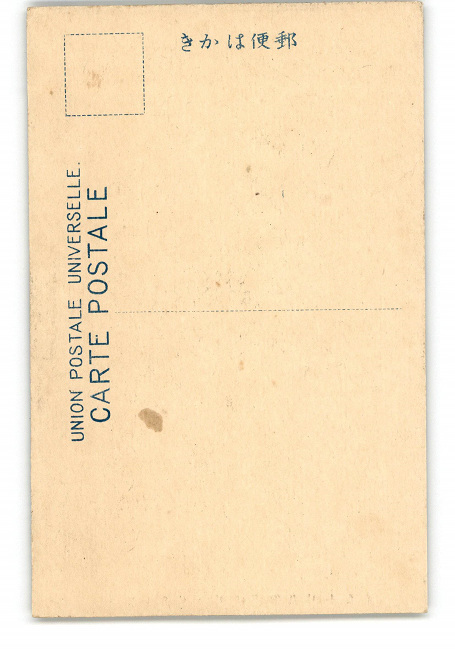 郵便はかき
UNION POSTALE UNIVERSELLE.
CARTE POSTALE